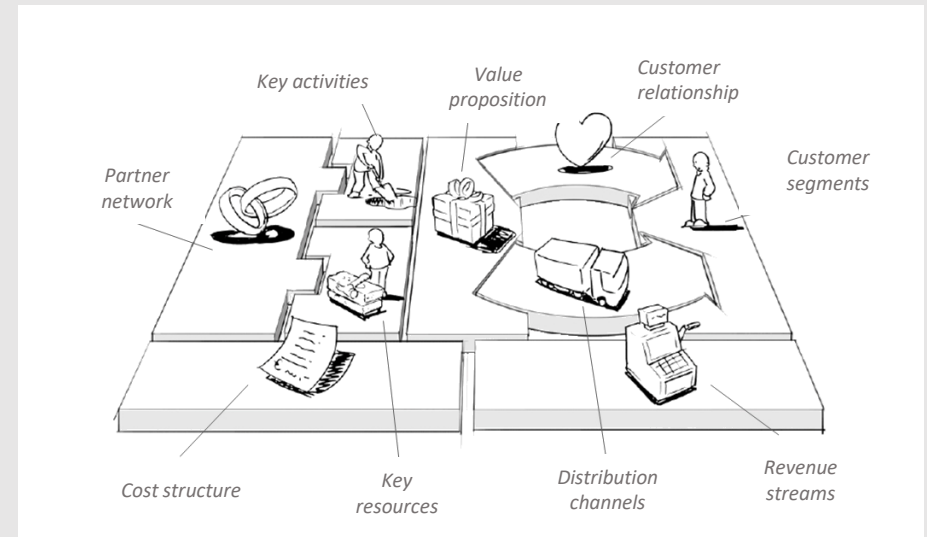 Key activities
Value
proposition
Customer
relationship
Partner
network
Customer
segments
Cost structure
Key
resources
Distribution
channels
Revenue
streams